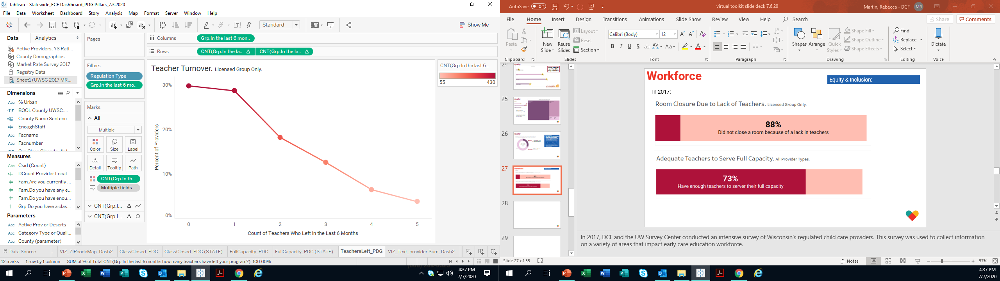 Tableau - Statewide_ECE Dashboard_PDG Pillars_7.3.2020
File Data Worksheet Dashboard Story Analysis Map Format Server Window Help
Standard
Show Me
Data Analytics
Active Providers, YS Rati...
County Demographics
Market Rate Survey 2017
Regsitry Data
Sheet1 (UWSC 2017 MR...
Dimensions
Abc % Urban
=T|F BOOL County UWSC....
County Name Sentenc...
=# EnoughStaff
Abc Facname
Abc Facnumber
Measures
Abc Csid (Count)
=# DCount Provider Locat...
# Fam.Are you currently ...
# Fam.Do you have any e...
# Fam.Do you have enou...
# Grp.Do you have a clas...
Parameters
Abc Active Prov or Deserts
Abc Category Type or Quali...
Abc County (parameter)
Pages
Filters
Regulation Type
Grp.In the last 6 mo..
Marks
All
Multiple
Color Size Label
Detail Tooltip Path
CNT(Grp.In th..
Multiple fields
CNT(Grp.I... Δ
CNT(Grp.I... Δ
Columns Grp.In the last 6 mon..
Rows CNT(Grp.In the la.. Δ CNT(Grp.In the la.. Δ
Teacher Turnover. Licensed Group Only.
30%
20%
10%
0%
Percent of Providers
0 1 2 3 4 5
Count of Teachers Who Left in the Last 6 Months
CNT(Grp.In the last 6 ...
55 430
Data Source .. VIZ_ZIPcodeMap_Dash2 ClassClosed_PDG ClassClosed_PDG (STATE) FullCapacity_PDG FullCapacity_PDG (STATE) TeachersLeft_PDG VIZ_Text_provider Sum_Dash2
12 marks 1 row by 1 column SUM of % of Total CNT(Grp.In the last 6 months how many teachers have left your program?): 100.00%
4:37 PM
7/7/2020
AutoSave Off
virtual toolkit slide deck 7.6.20
Martin, Rebecca - DCF MR
File Home Insert Design Transitions Animations Slide Show Review View Help Search Share Comments
Paste
Clipboard
New Slide
Reuse Slides
Layout
Reset
Section
Slides
Calibri (Body) 12
B I U S ab AV Aa A
Font
Paragraph
Shapes
Arrange
Quick Styles
Shape Fill
Shape Outline
Shape Effects
Drawing
Find
Replace
Select
Editing
Dictate
Voice
24
25
26
27
28
29
Workforce
Equity & Inclusion:
In 2017:
Room Closure Due to Lack of Teachers. Licensed Group Only.
88%
Did not close a room because of a lack in teachers
Adequate Teachers to Serve Full Capacity. All Provider Types.
73%
Have enough teachers to server their full capacity
In 2017, DCF and the UW Survey Center conducted an intensive survey of Wisconsin's regulated child care providers. This survey was used to collect information
on a variety of areas that impact early care education workforce.
Slide 27 of 35
Notes
57%
4:37 PM
7/7/2020